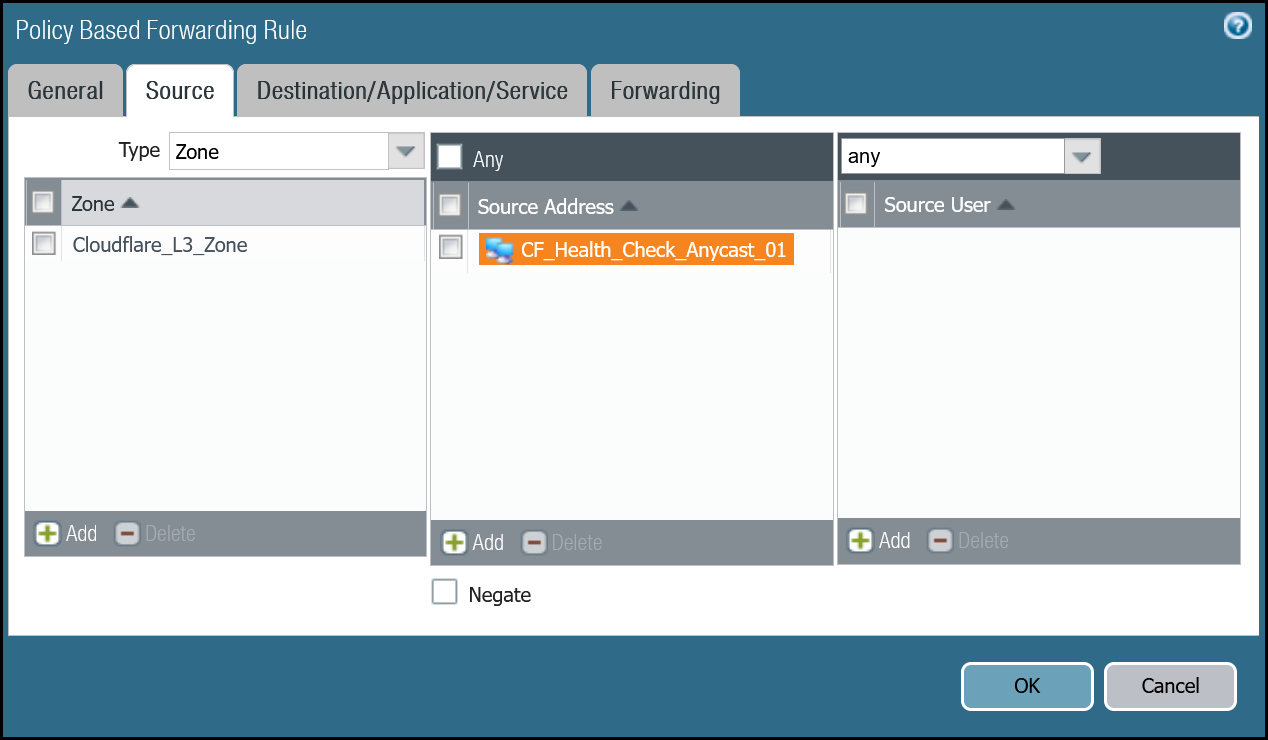 Policy Based Forwarding Rule
?
General
Source
Destination/Application/Service
Forwarding
Type
Zone
Zone
Cloudflare_L3_Zone
Add
Delete
Any
Source Address
CF_Health_Check_Anycast_01
Add
Delete
Negate
any
Source User
Add
Delete
OK
Cancel